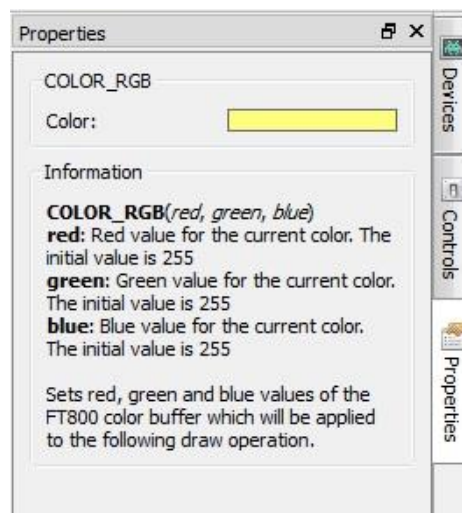 Properties
COLOR_RGB
Color:
Information
COLOR_RGB(red, green, blue)
red: Red value for the current color. The
initial value is 255
green: Green value for the current color.
The initial value is 255
blue: Blue value for the current color.
The initial value is 255
Sets red, green and blue values of the
FT800 color buffer which will be applied
to the following draw operation.
Devices
Controls
Properties